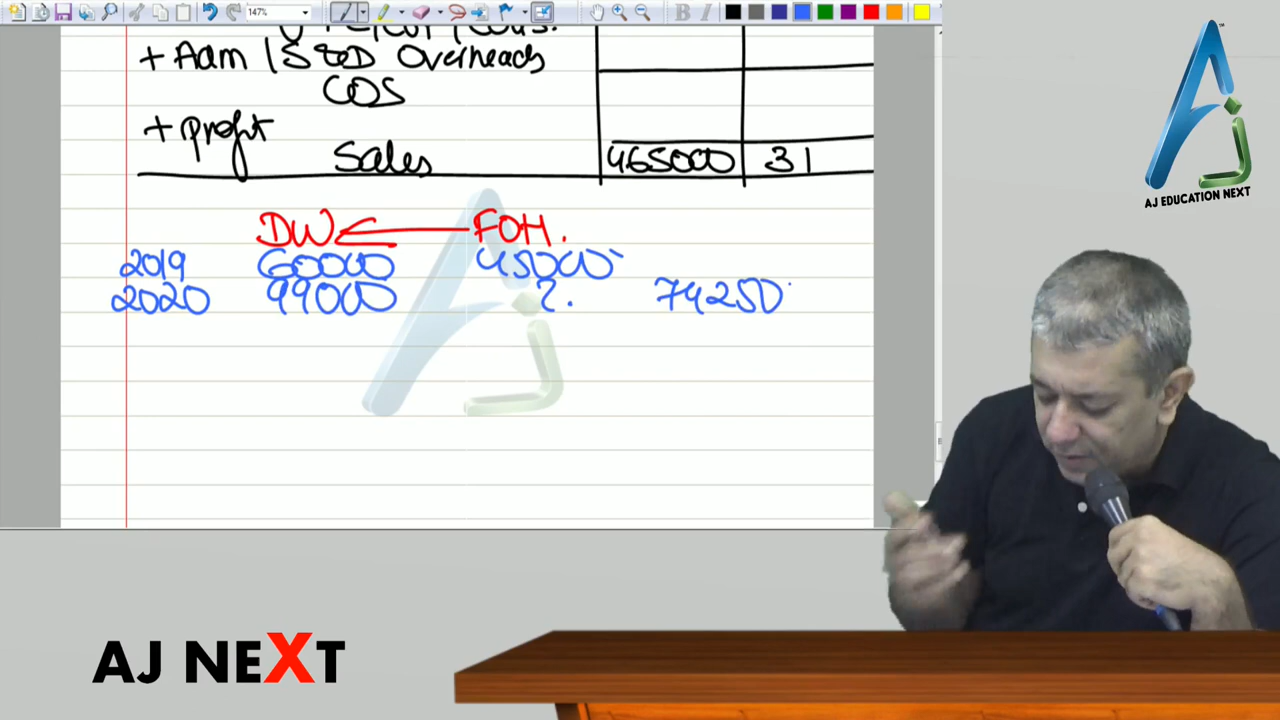 147%
B I
+ Adm / S & D Overheads
COS
+ Profit
Sales 465000 31
DW ← FOH.
2019 60000 45000
2020 99000 ?. 74250
AJ EDUCATION NEXT
AJ NEXT